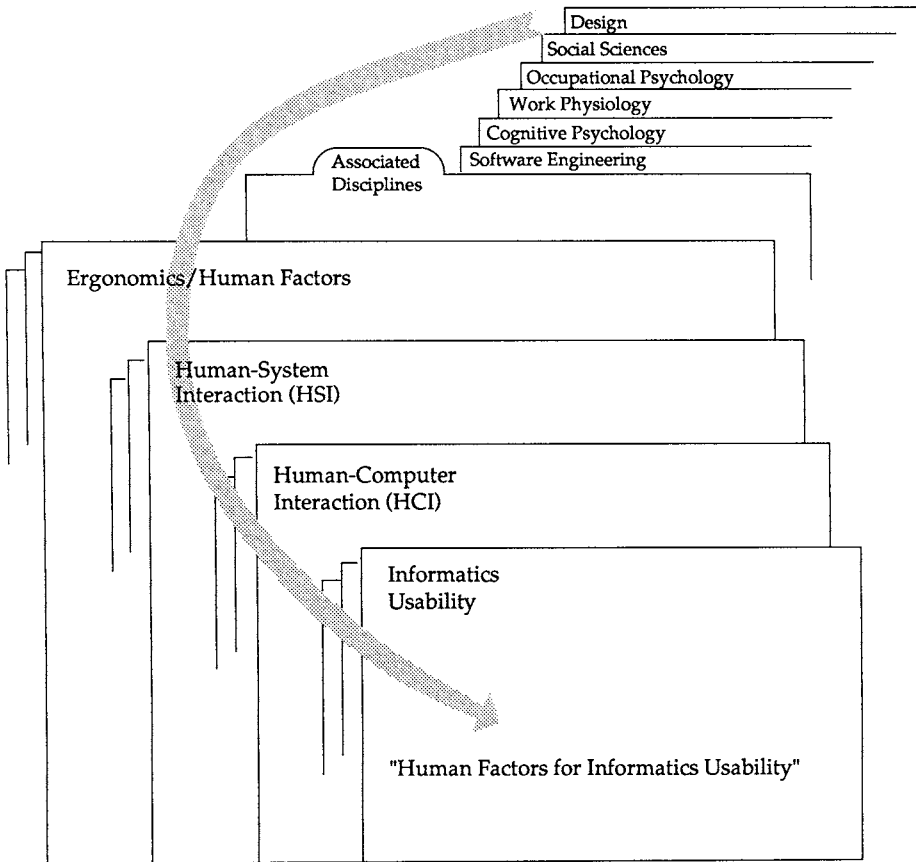 Design
Social Sciences
Occupational Psychology
Work Physiology
Cognitive Psychology
Software Engineering
Associated
Disciplines
Ergonomics/Human Factors
Human-System
Interaction (HSI)
Human-Computer
Interaction (HCI)
Informatics
Usability
"Human Factors for Informatics Usability"